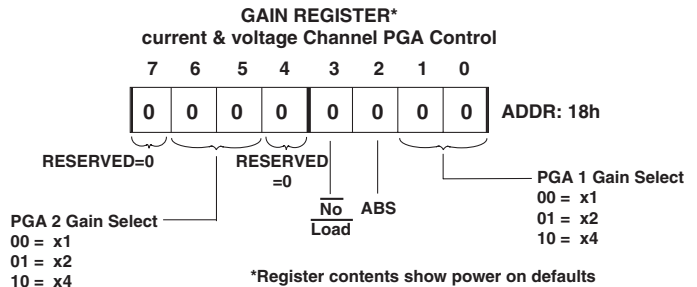 GAIN REGISTER*
current & voltage Channel PGA Control
7 6 5 4 3 2 1 0
0 0 0 0 0 0 0 0 ADDR: 18h
RESERVED=0
RESERVED
=0
No
Load
ABS
PGA 1 Gain Select
00 = x1
01 = x2
10 = x4
PGA 2 Gain Select
00 = x1
01 = x2
10 = x4
*Register contents show power on defaults